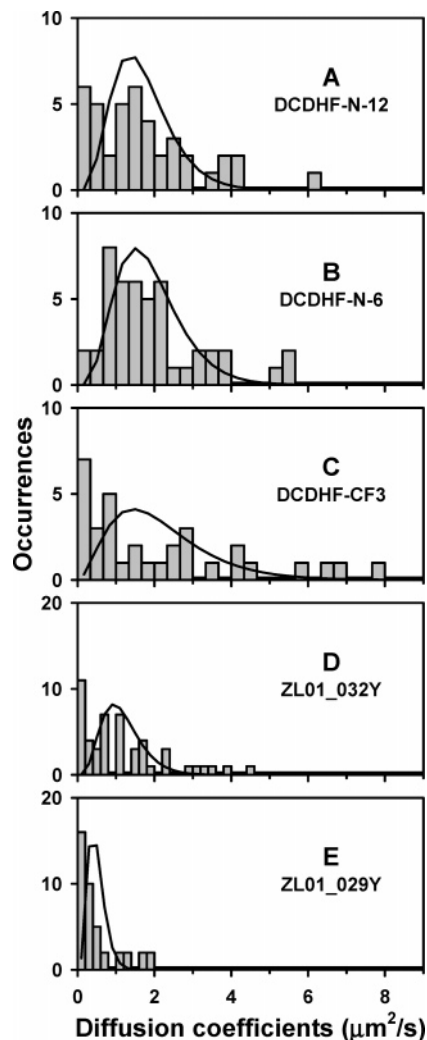 10
5
0
A
DCDHF-N-12
10
5
0
B
DCDHF-N-6
Occurrences
10
5
0
C
DCDHF-CF3
20
10
0
D
ZL01_032Y
20
10
0
E
ZL01_029Y
0 2 4 6 8
Diffusion coefficients (μm²/s)